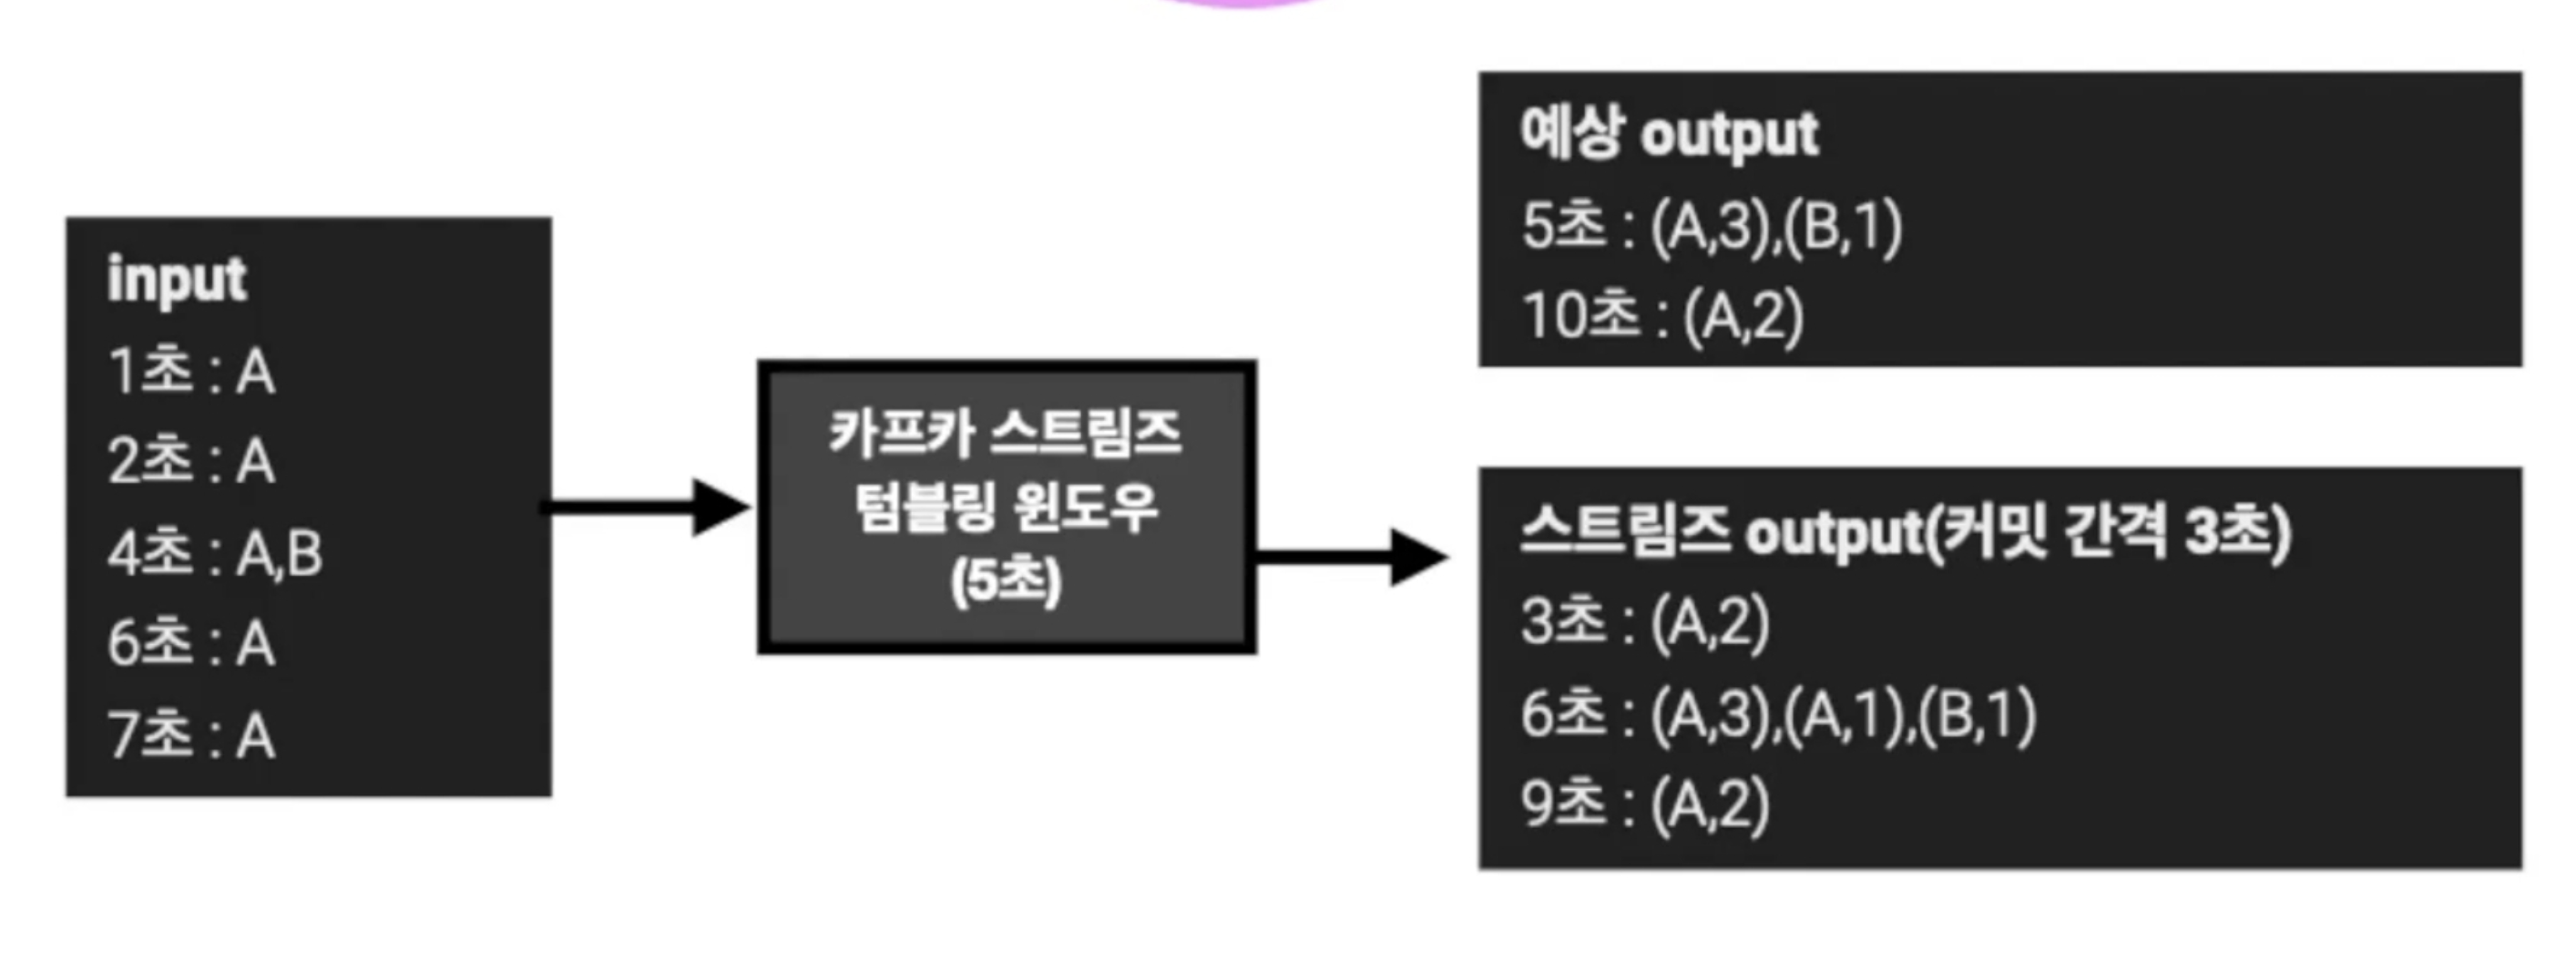 input
1초 : A
2초 : A
4초 : A,B
6초 : A
7초 : A
카프카 스트림즈
텀블링 윈도우
(5초)
예상 output
5초 : (A,3),(B,1)
10초 : (A,2)
스트림즈 output(커밋 간격 3초)
3초 : (A,2)
6초 : (A,3),(A,1),(B,1)
9초 : (A,2)